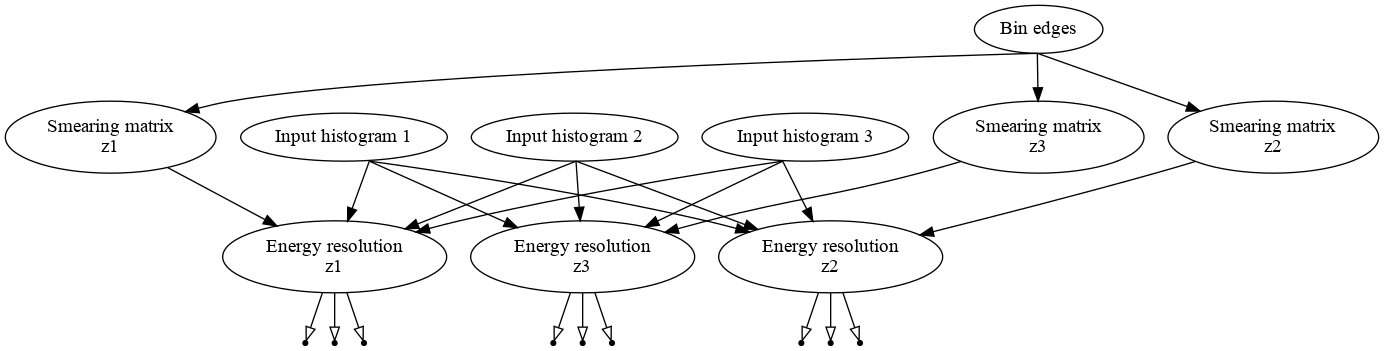 Bin edges
Smearing matrix
z1
Input histogram 1
Input histogram 2
Input histogram 3
Smearing matrix
z3
Smearing matrix
z2
Energy resolution
z1
Energy resolution
z3
Energy resolution
z2